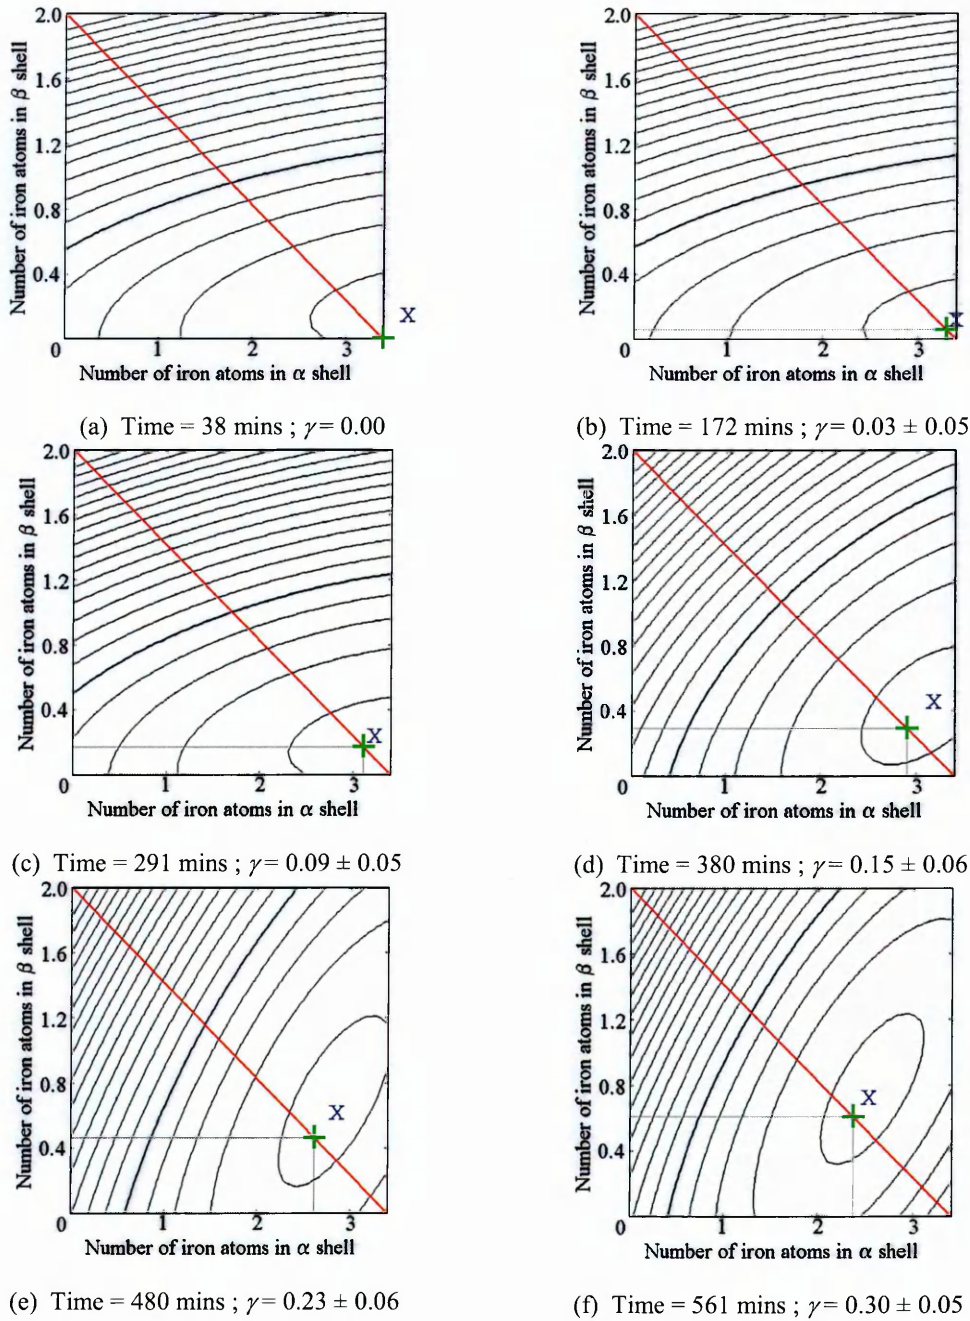 2.0
1.6
1.2
0.8
0.4
0
1
2
3
Number of iron atoms in β shell
Number of iron atoms in α shell
X
(a) Time = 38 mins ; γ = 0.00
2.0
1.6
1.2
0.8
0.4
0
1
2
3
Number of iron atoms in β shell
Number of iron atoms in α shell
X
(b) Time = 172 mins ; γ = 0.03 ± 0.05
2.0
1.6
1.2
0.8
0.4
0
1
2
3
Number of iron atoms in β shell
Number of iron atoms in α shell
X
(c) Time = 291 mins ; γ = 0.09 ± 0.05
2.0
1.6
1.2
0.8
0.4
0
1
2
3
Number of iron atoms in β shell
Number of iron atoms in α shell
X
(d) Time = 380 mins ; γ = 0.15 ± 0.06
2.0
1.6
1.2
0.8
0.4
0
1
2
3
Number of iron atoms in β shell
Number of iron atoms in α shell
X
(e) Time = 480 mins ; γ = 0.23 ± 0.06
2.0
1.6
1.2
0.8
0.4
0
1
2
3
Number of iron atoms in β shell
Number of iron atoms in α shell
X
(f) Time = 561 mins ; γ = 0.30 ± 0.05